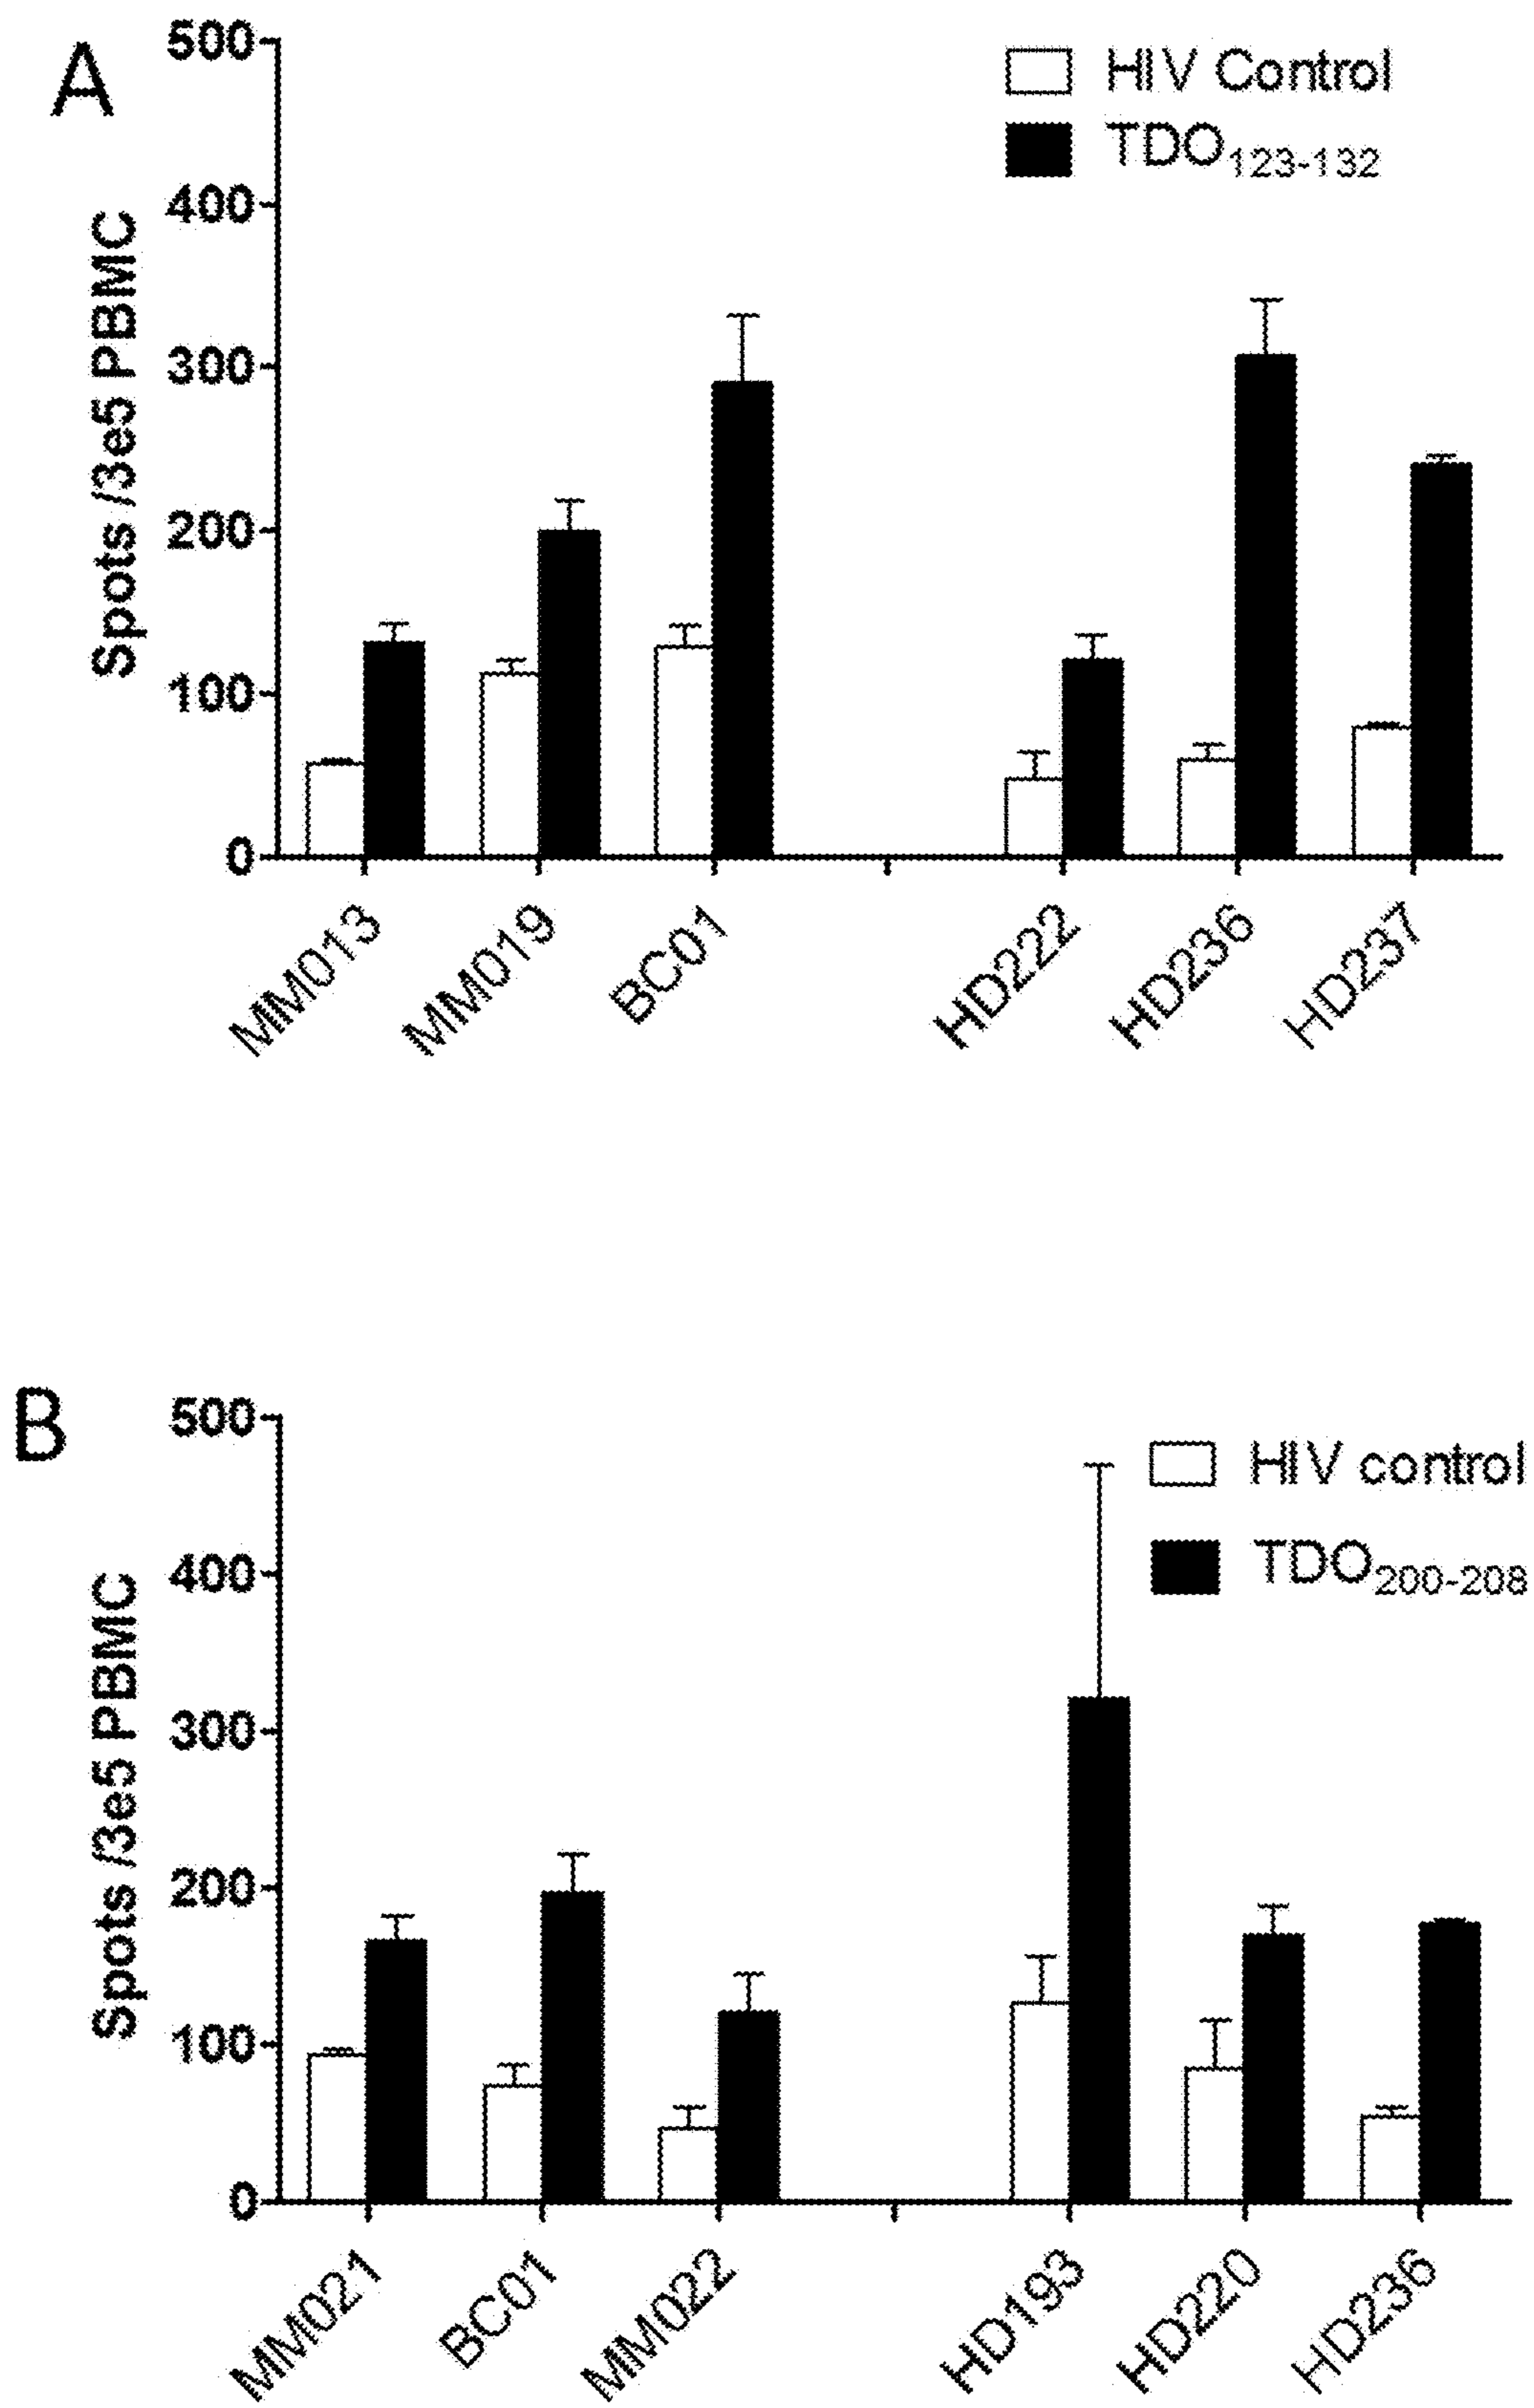 A
500
400
300
200
100
0
Spots /3e5 PBMC
HIV Control
TDO123-132
MM013
MM019
BC01
HD222
HD236
HD237
B
500
400
300
200
100
0
Spots /3e5 PBMC
HIV control
TDO200-208
MM021
BC01
MM022
HD193
HD220
HD236